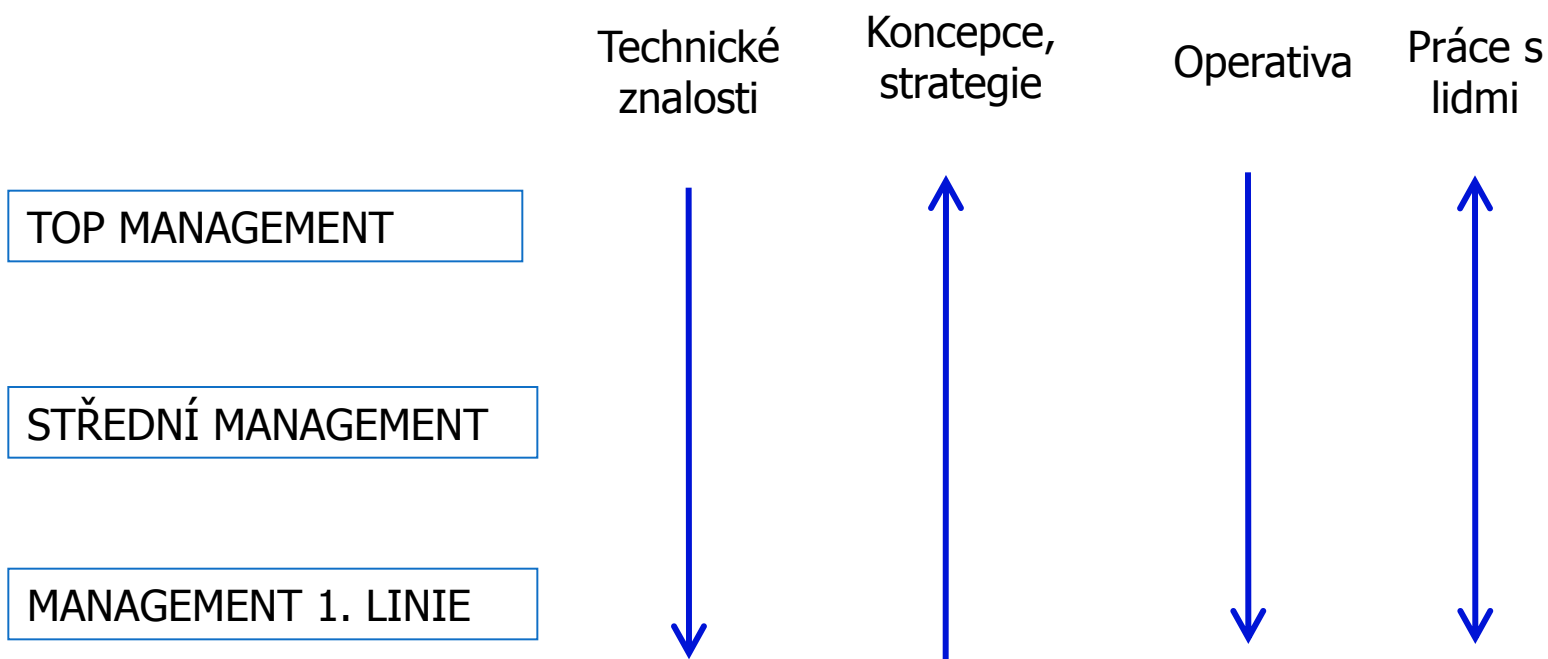 Technické
znalosti
Koncepce,
strategie
Operativa
Práce s
lidmi
TOP MANAGEMENT
STŘEDNÍ MANAGEMENT
MANAGEMENT 1. LINIE